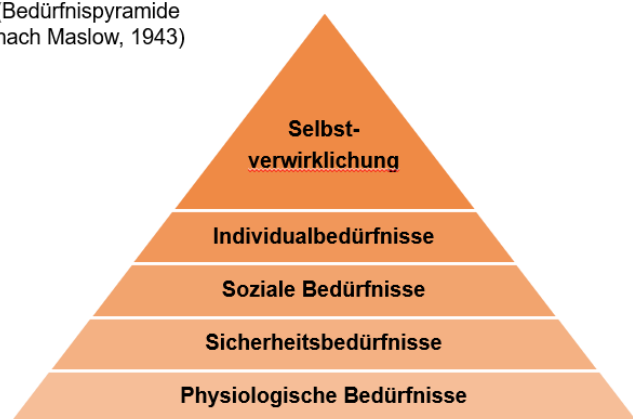 (Bedürfnispyramide
nach Maslow, 1943)
Selbst-
verwirklichung
Individualbedürfnisse
Soziale Bedürfnisse
Sicherheitsbedürfnisse
Physiologische Bedürfnisse